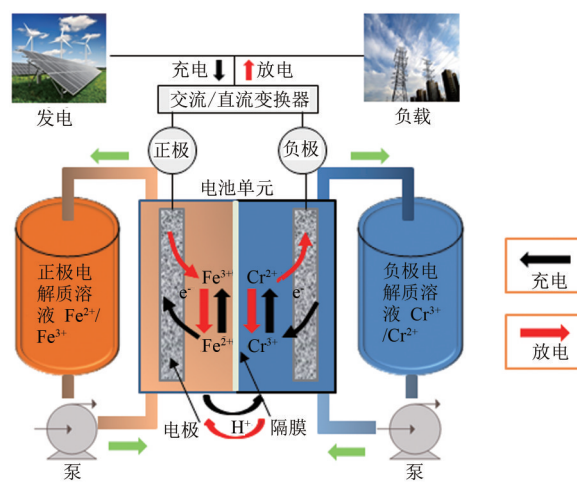 充电
放电
发电
交流/直流变换器
负载
正极
负极
电池单元
正极电
解质溶
液 Fe²⁺/
Fe³⁺
Fe³⁺
Cr²⁺
e⁻
e⁻
Fe²⁺
Cr³⁺
负极电
解质溶
液 Cr³⁺
/Cr²⁺
充电
放电
电极
H⁺
隔膜
泵
泵